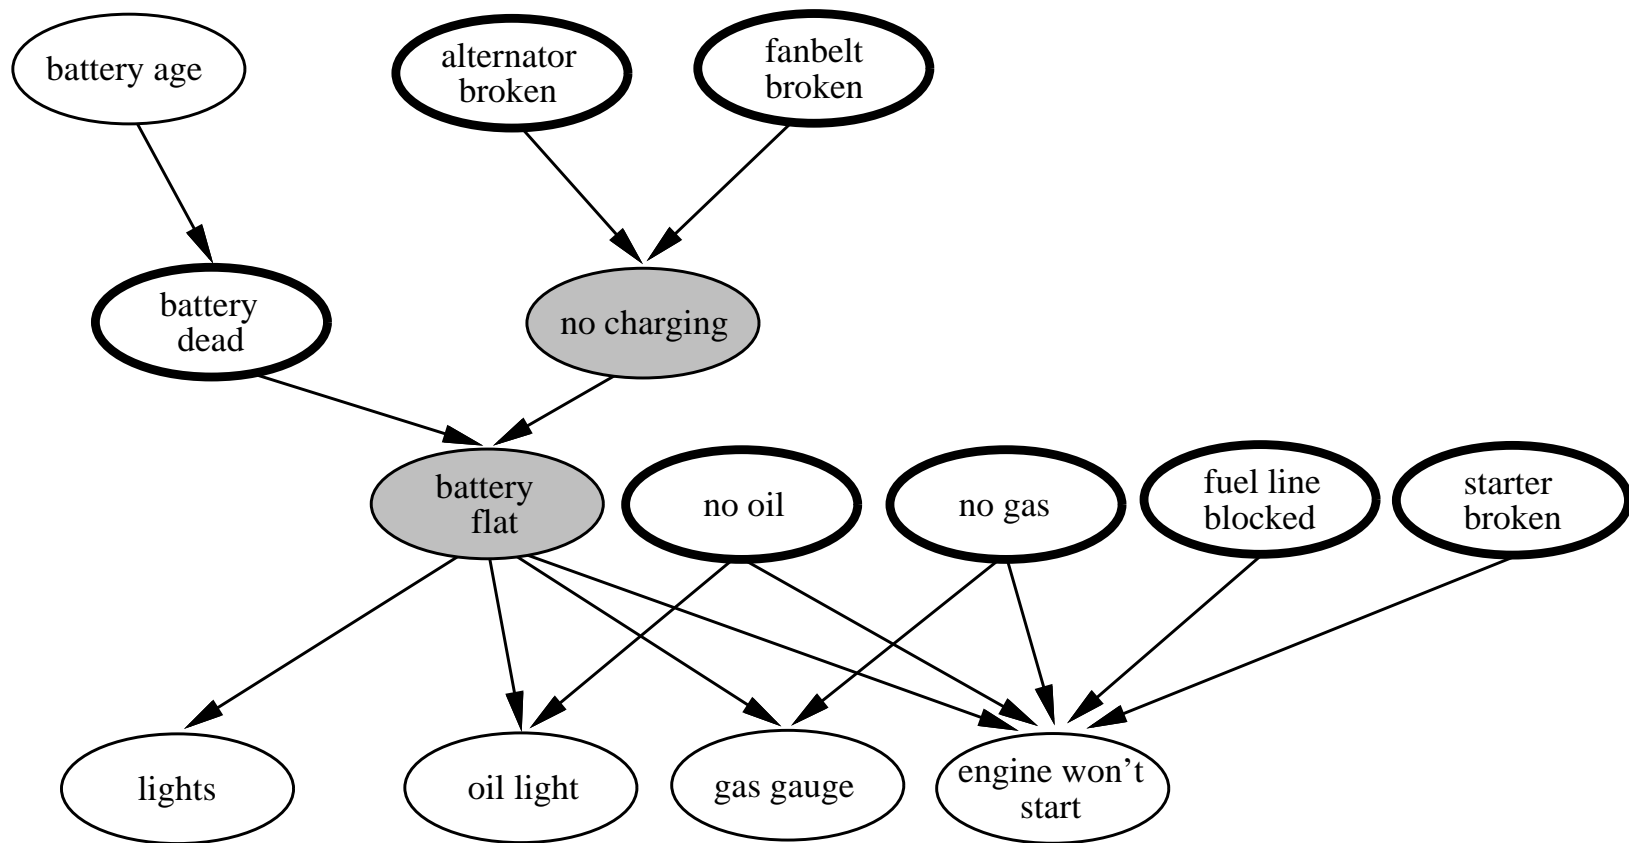 battery age
alternator
broken
fanbelt
broken
battery
dead
no charging
battery
flat
no oil
no gas
fuel line
blocked
starter
broken
lights
oil light
gas gauge
engine won't
start